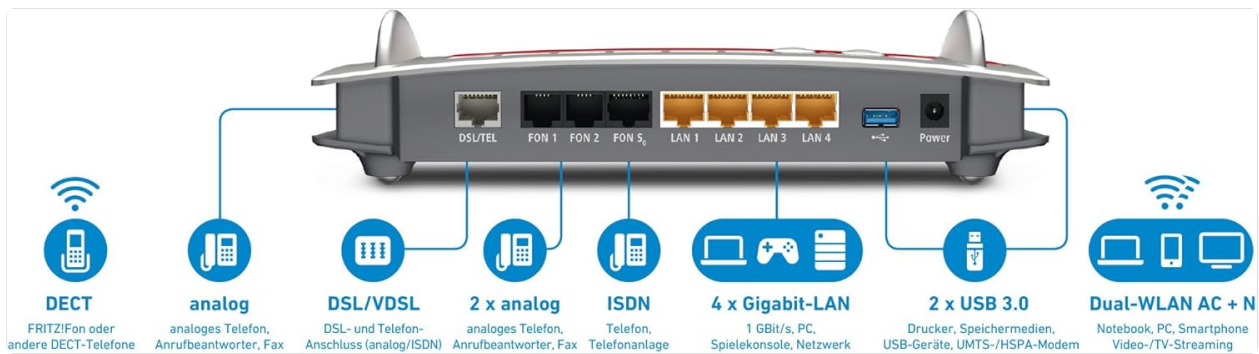 DSL/TEL FON 1 FON 2 FON S0 LAN 1 LAN 2 LAN 3 LAN 4 Power
DECT
FRITZ!Fon oder
andere DECT-Telefone
analog
analoges Telefon,
Anrufbeantworter, Fax
DSL/VDSL
DSL- und Telefon-
Anschluss (analog/ISDN)
2 x analog
analoges Telefon,
Anrufbeantworter, Fax
ISDN
Telefon,
Telefonanlage
4 x Gigabit-LAN
1 GBit/s, PC,
Spielekonsole, Netzwerk
2 x USB 3.0
Drucker, Speichermedien,
USB-Geräte, UMTS-/HSPA-Modem
Dual-WLAN AC + N
Notebook, PC, Smartphone
Video-/TV-Streaming